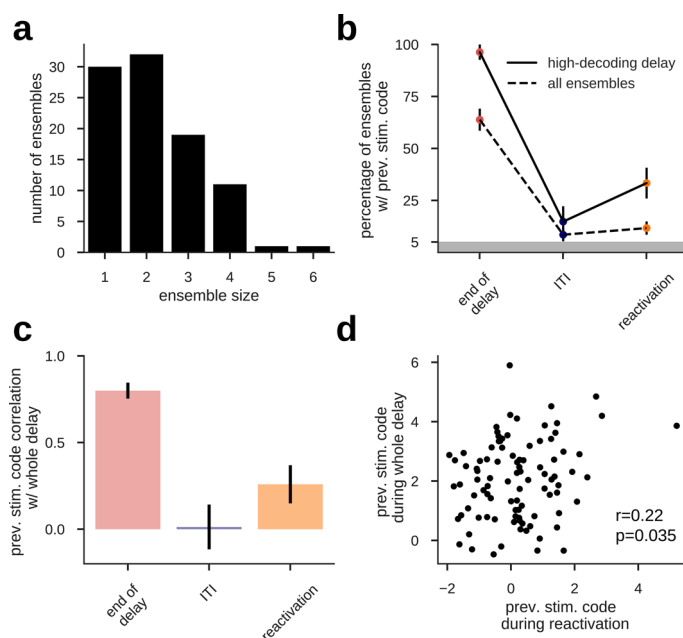 a
number of ensembles
30
25
20
15
10
5
0
1 2 3 4 5 6
ensemble size
b
percentage of ensembles
w/ prev. stim. code
100
75
50
25
5
high-decoding delay
all ensembles
end of
delay
ITI
reactivation
c
prev. stim. code correlation
w/ whole delay
1.0
0.5
0.0
end of
delay
ITI
reactivation
d
prev. stim. code
during whole delay
6
4
2
0
r=0.22
p=0.035
−2 0 2 4
prev. stim. code
during reactivation